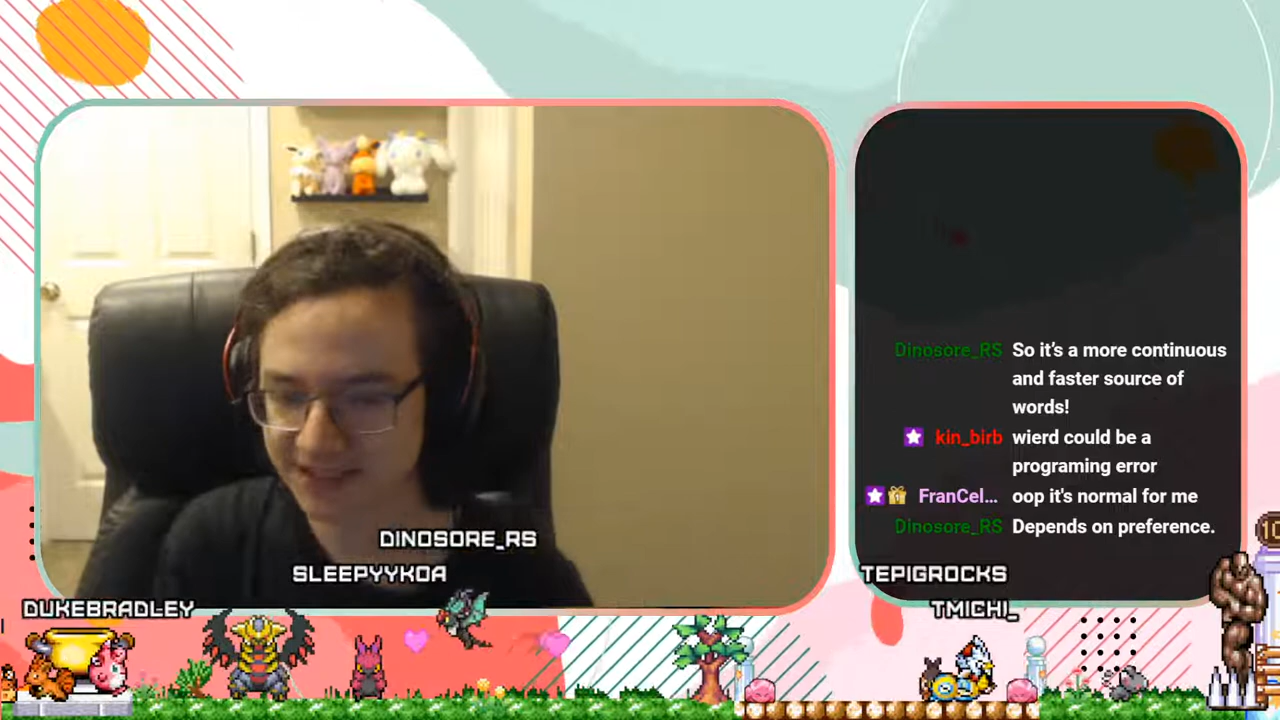 Dinosore_RS So it's a more continuous
and faster source of
words!
kin_birb wierd could be a
programing error
FranCel... oop it's normal for me
Dinosore_RS Depends on preference.
DINOSORE_RS
SLEEPYYKOA
TEPIGROCKS
DUKEBRADLEY
TMICHI_
10